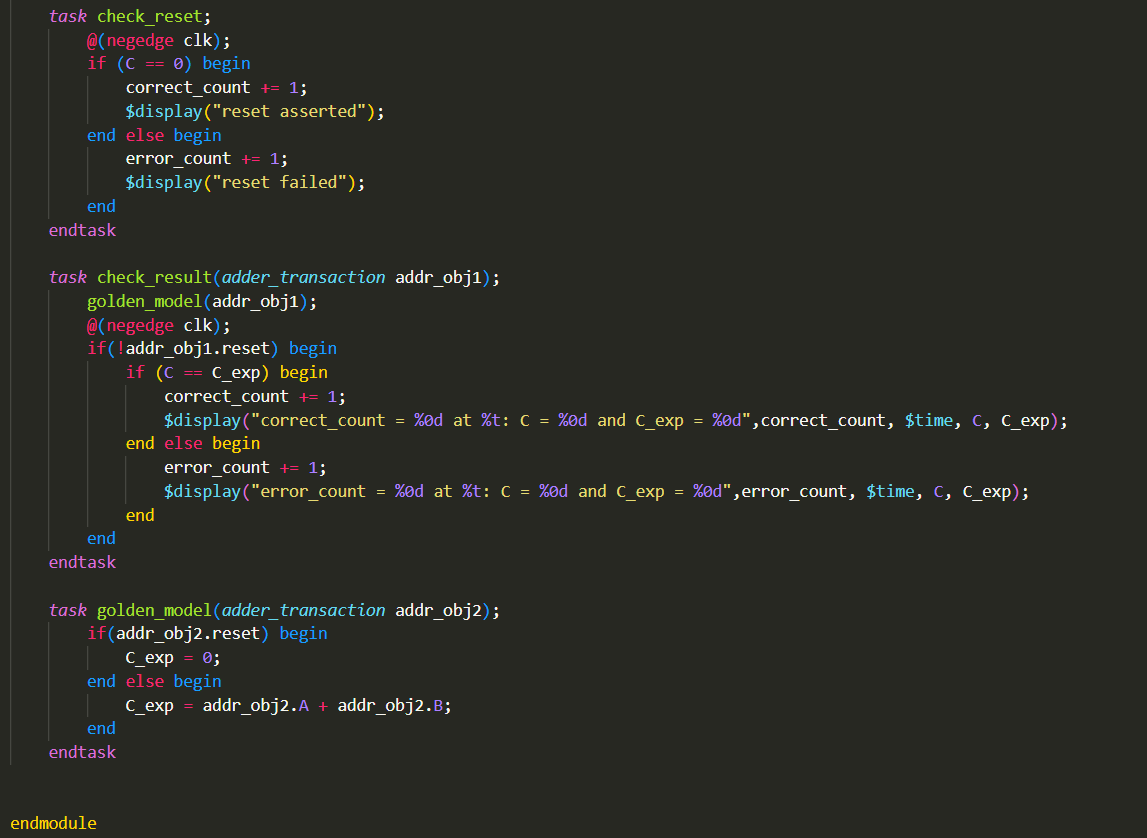 task check_reset;
@(negedge clk);
if (C == 0) begin
correct_count += 1;
$display("reset asserted");
end else begin
error_count += 1;
$display("reset failed");
end
endtask
task check_result(adder_transaction addr_obj1);
golden_model(addr_obj1);
@(negedge clk);
if(!addr_obj1.reset) begin
if (C == C_exp) begin
correct_count += 1;
$display("correct_count = %0d at %t: C = %0d and C_exp = %0d",correct_count, $time, C, C_exp);
end else begin
error_count += 1;
$display("error_count = %0d at %t: C = %0d and C_exp = %0d",error_count, $time, C, C_exp);
end
end
endtask
task golden_model(adder_transaction addr_obj2);
if(addr_obj2.reset) begin
C_exp = 0;
end else begin
C_exp = addr_obj2.A + addr_obj2.B;
end
endtask
endmodule